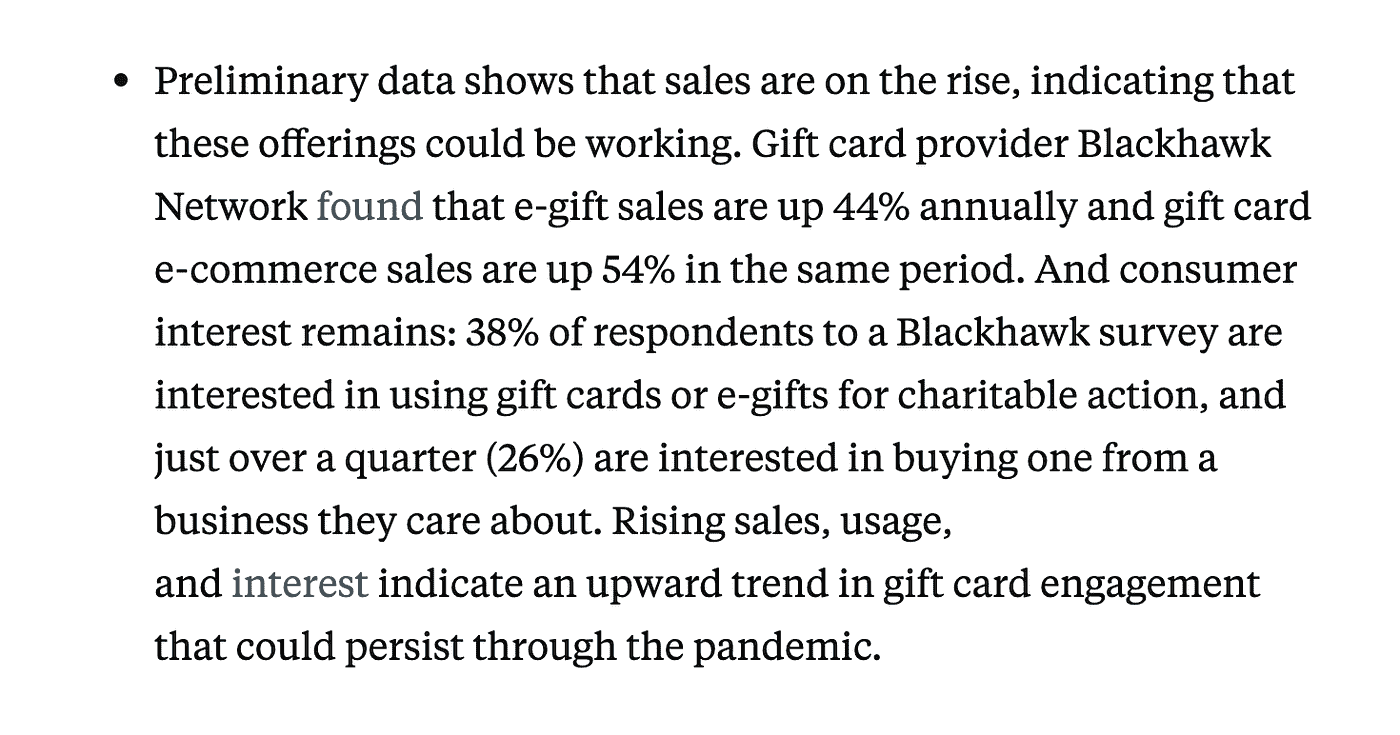 • Preliminary data shows that sales are on the rise, indicating that
these offerings could be working. Gift card provider Blackhawk
Network found that e-gift sales are up 44% annually and gift card
e-commerce sales are up 54% in the same period. And consumer
interest remains: 38% of respondents to a Blackhawk survey are
interested in using gift cards or e-gifts for charitable action, and
just over a quarter (26%) are interested in buying one from a
business they care about. Rising sales, usage,
and interest indicate an upward trend in gift card engagement
that could persist through the pandemic.